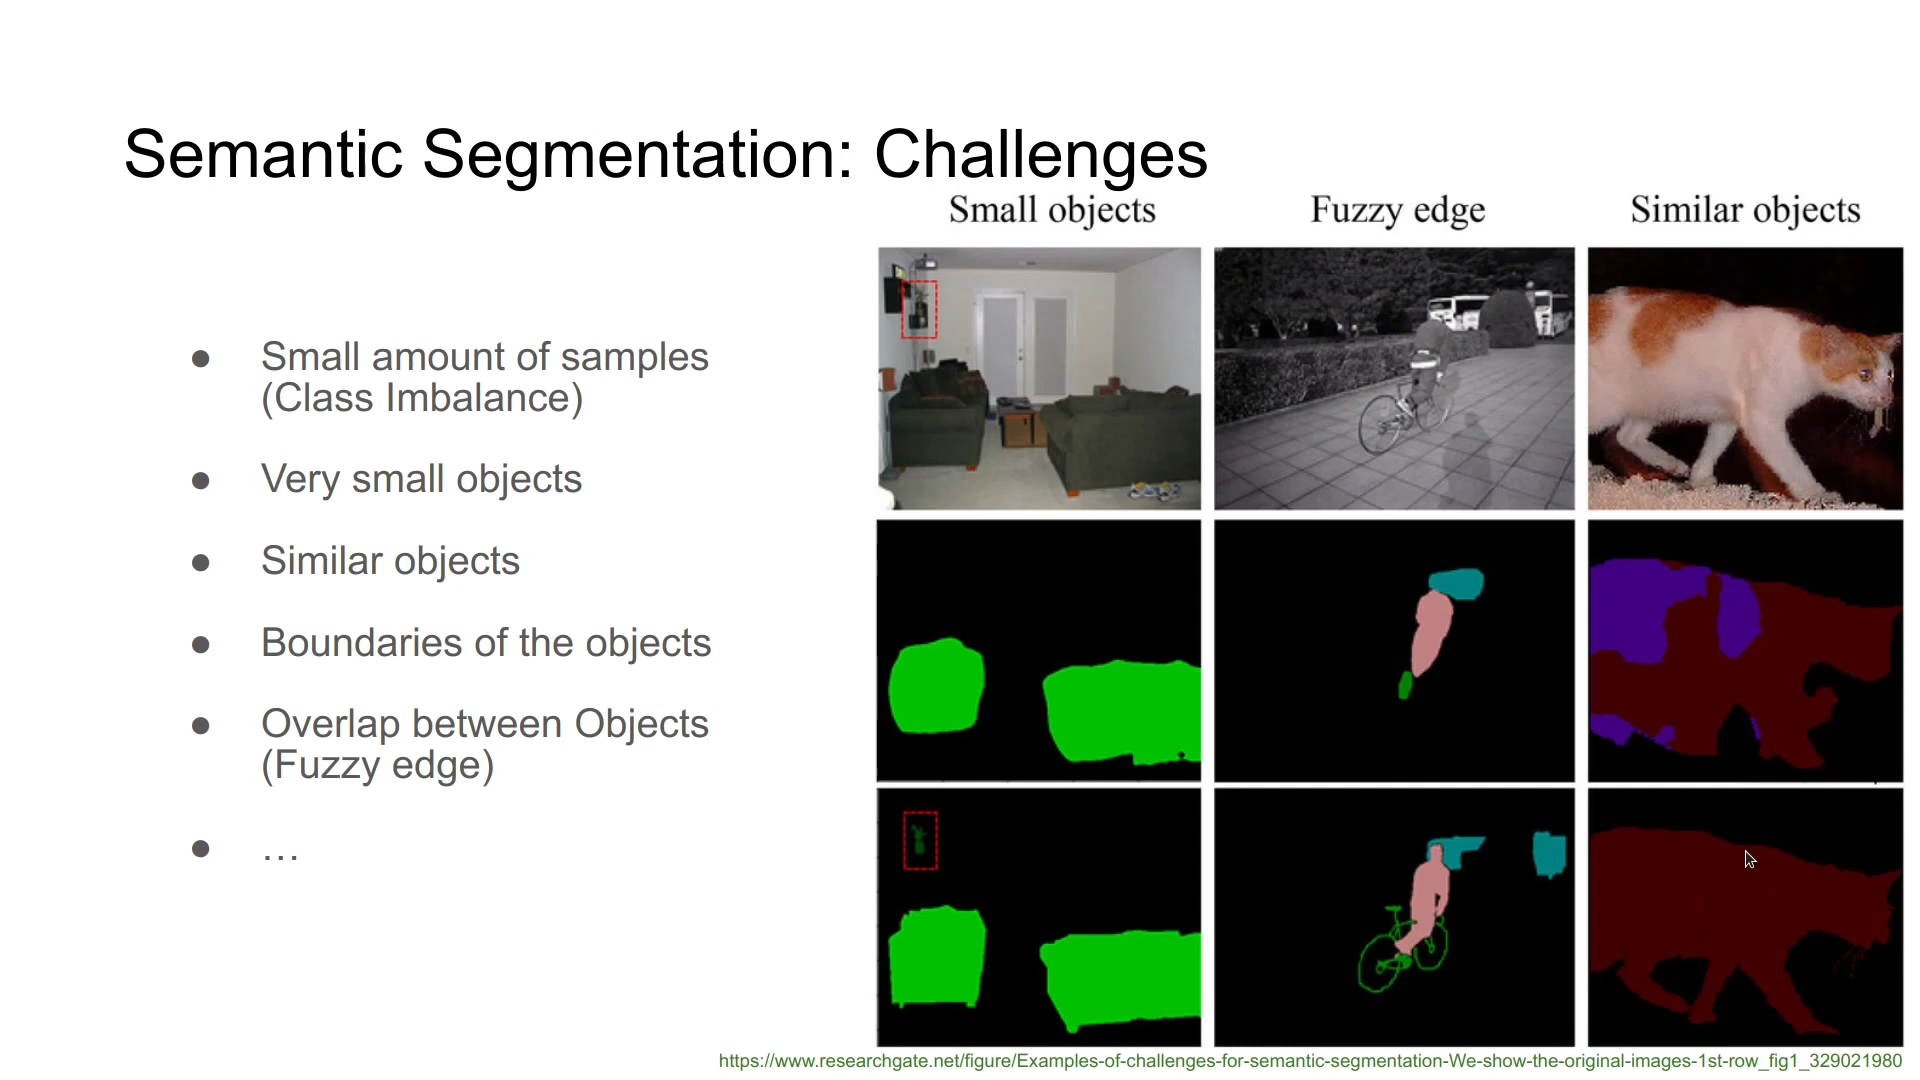 Semantic Segmentation: Challenges
Small objects
Fuzzy edge
Similar objects
● Small amount of samples
(Class Imbalance)
● Very small objects
● Similar objects
● Boundaries of the objects
● Overlap between Objects
(Fuzzy edge)
● …
https://www.researchgate.net/figure/Examples-of-challenges-for-semantic-segmentation-We-show-the-original-images-1st-row_fig1_329021980